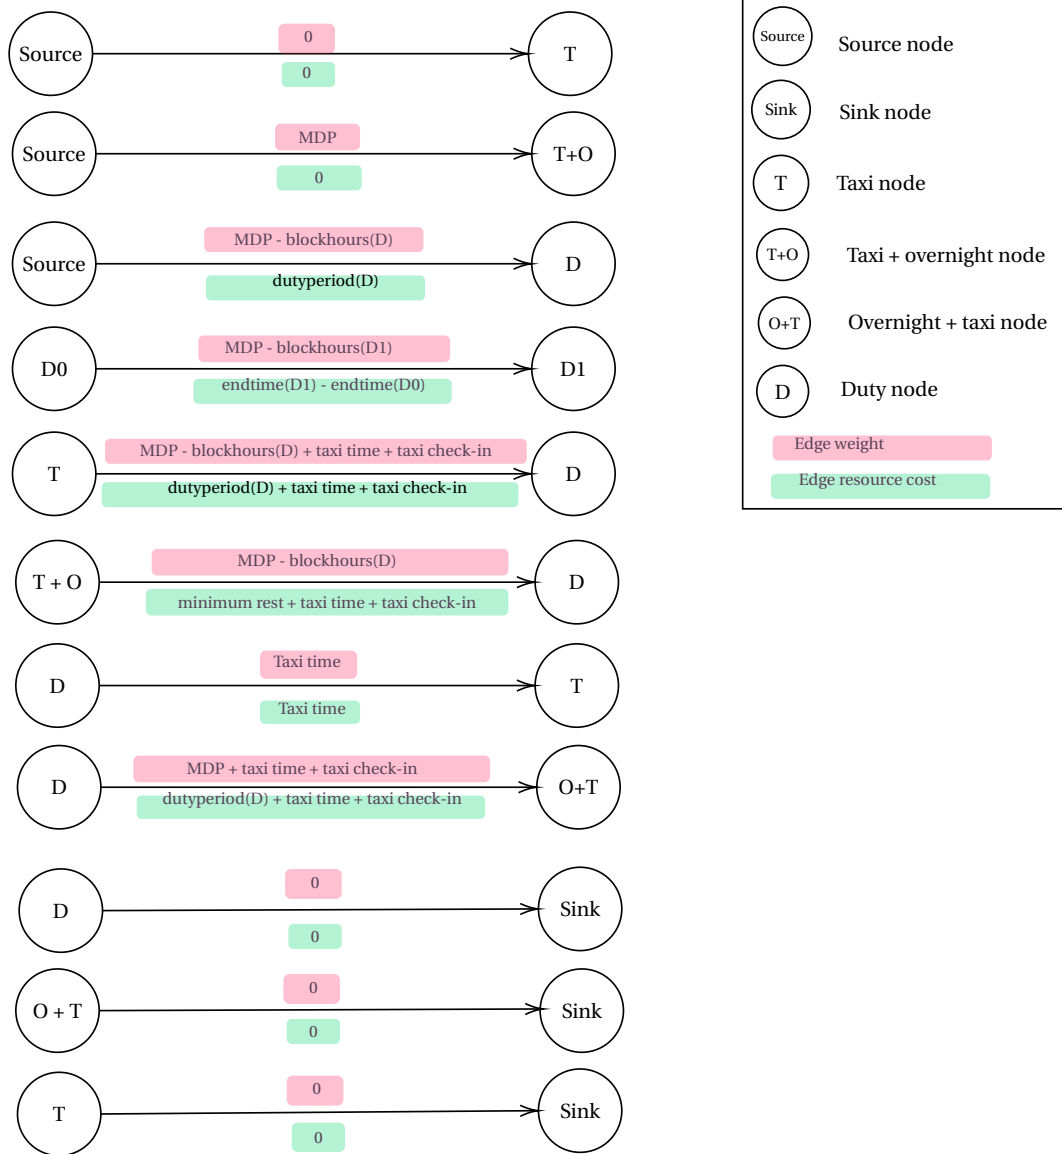 Source
0
0
T
Source
MDP
0
T+O
Source
MDP - blockhours(D)
dutyperiod(D)
D
D0
MDP - blockhours(D1)
endtime(D1) - endtime(D0)
D1
T
MDP - blockhours(D) + taxi time + taxi check-in
dutyperiod(D) + taxi time + taxi check-in
D
T + O
MDP - blockhours(D)
minimum rest + taxi time + taxi check-in
D
D
Taxi time
Taxi time
T
D
MDP + taxi time + taxi check-in
dutyperiod(D) + taxi time + taxi check-in
O+T
D
0
0
Sink
O + T
0
0
Sink
T
0
0
Sink
Source
Source node
Sink
Sink node
T
Taxi node
T+O
Taxi + overnight node
O+T
Overnight + taxi node
D
Duty node
Edge weight
Edge resource cost